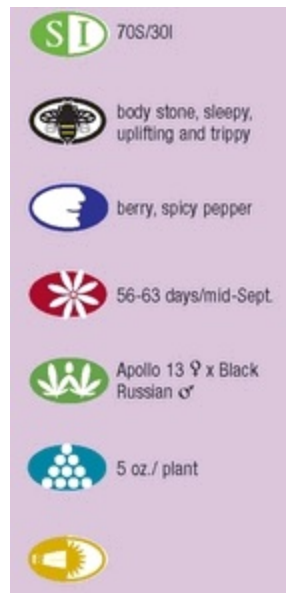 SI 70S/30I
body stone, sleepy,
uplifting and trippy
berry, spicy pepper
56-63 days/mid-Sept.
Apollo 13 ♀ x Black
Russian ♂
5 oz./ plant